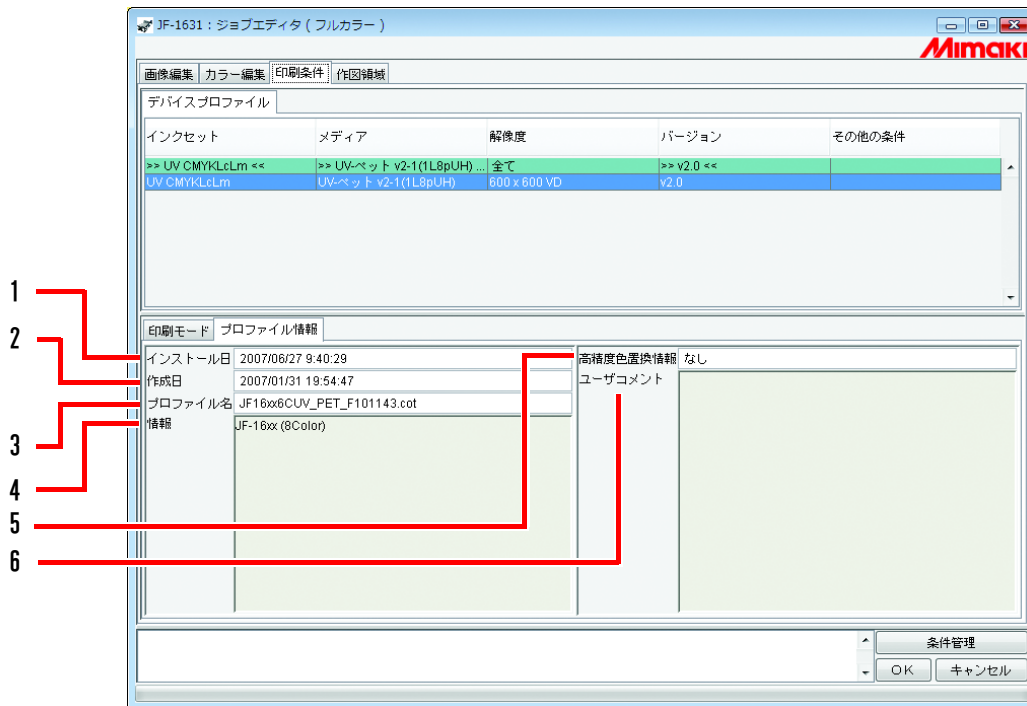 JF-1631 : ジョブエディタ ( フルカラー )
Mimaki
画像編集 カラー編集 印刷条件 作図領域
デバイスプロファイル
インクセット メディア 解像度 バージョン その他の条件
>> UV CMYKLcLm << >> UV-ペット v2-1(1L8pUH) ... 全て >> v2.0 <<
UV CMYKLcLm UV-ペット v2-1(1L8pUH) 600 x 600 VD v2.0
印刷モード プロファイル情報
1 インストール日 2007/06/27 9:40:29
2 作成日 2007/01/31 19:54:47
3 プロファイル名 JF16xx6CUV_PET_F101143.cot
4 情報 JF-16xx (8Color)
5 高精度色置換情報 なし
6 ユーザコメント
条件管理
OK キャンセル